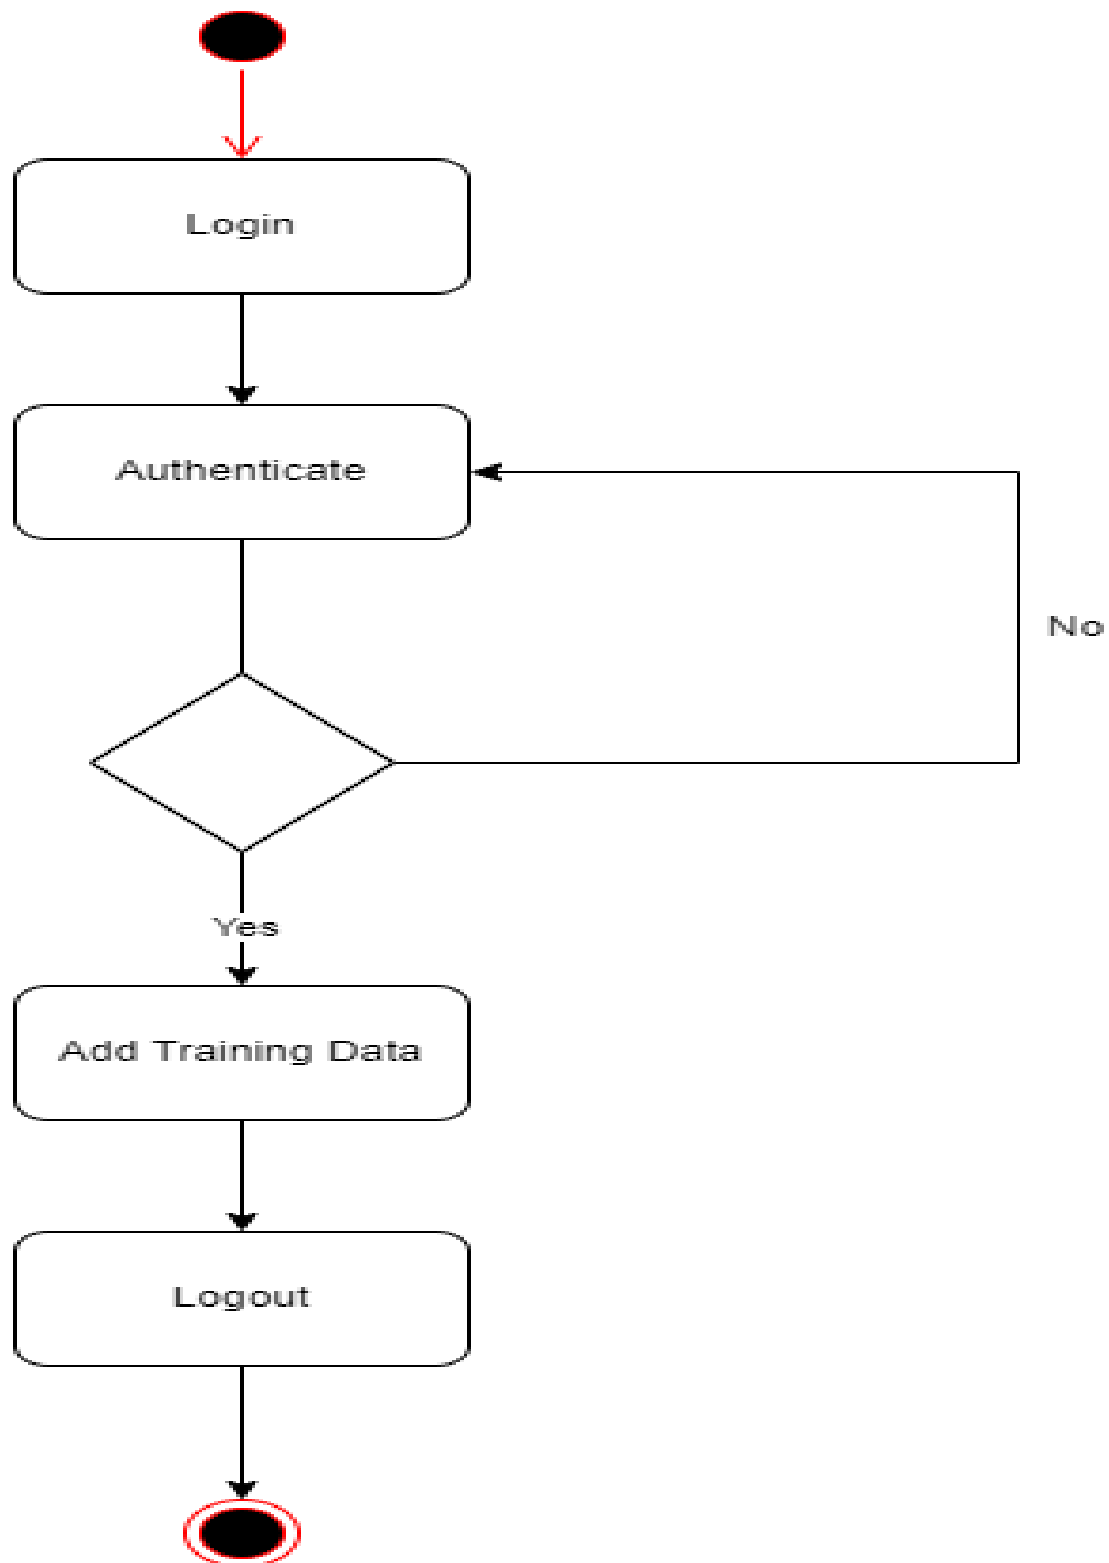 Login
Authenticate
No
Yes
Add Training Data
Logout